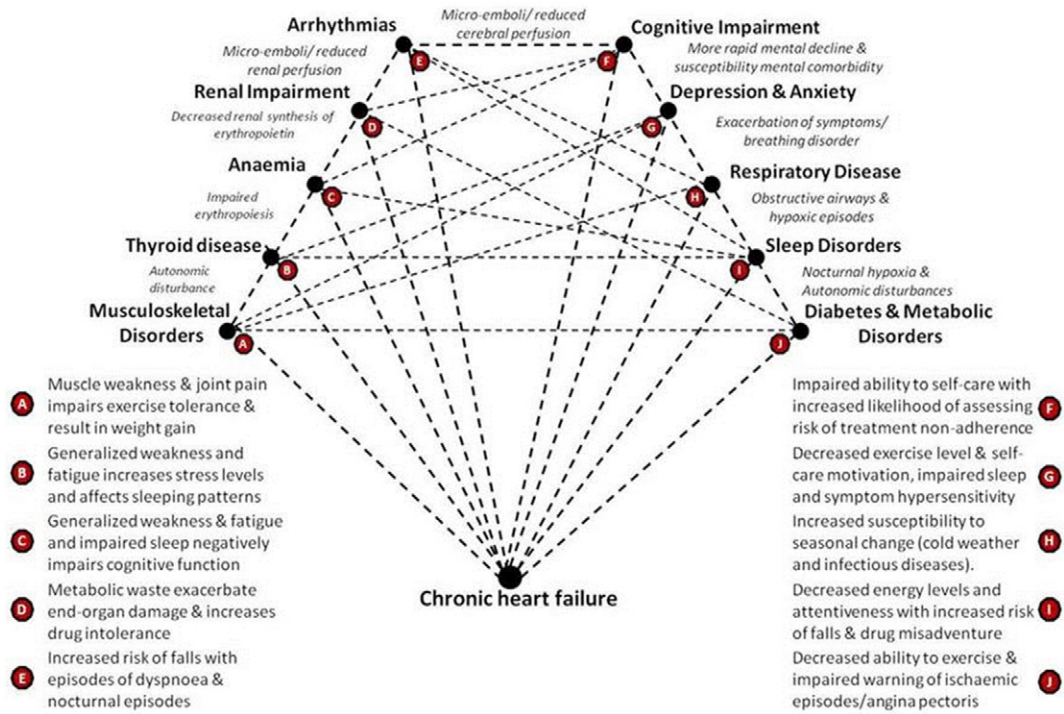 Arrhythmias
Micro-emboli/ reduced
cerebral perfusion
Cognitive Impairment
Micro-emboli/ reduced
renal perfusion
E
F
More rapid mental decline &
susceptibility mental comorbidity
Renal Impairment
Depression & Anxiety
Decreased renal synthesis of
erythropoietin
D
G
Exacerbation of symptoms/
breathing disorder
Anaemia
Respiratory Disease
Impaired
erythropoiesis
C
H
Obstructive airways &
hypoxic episodes
Thyroid disease
Sleep Disorders
Autonomic
disturbance
B
I
Nocturnal hypoxia &
Autonomic disturbances
Musculoskeletal
Disorders
Diabetes & Metabolic
Disorders
A
J
Chronic heart failure
A
Muscle weakness & joint pain
impairs exercise tolerance &
result in weight gain
B
Generalized weakness and
fatigue increases stress levels
and affects sleeping patterns
C
Generalized weakness & fatigue
and impaired sleep negatively
impairs cognitive function
D
Metabolic waste exacerbate
end-organ damage & increases
drug intolerance
E
Increased risk of falls with
episodes of dyspnoea &
nocturnal episodes
Impaired ability to self-care with
increased likelihood of assessing
risk of treatment non-adherence
F
Decreased exercise level & self-
care motivation, impaired sleep
and symptom hypersensitivity
G
Increased susceptibility to
seasonal change (cold weather
and infectious diseases).
H
Decreased energy levels and
attentiveness with increased risk
of falls & drug misadventure
I
Decreased ability to exercise &
impaired warning of ischaemic
episodes/angina pectoris
J